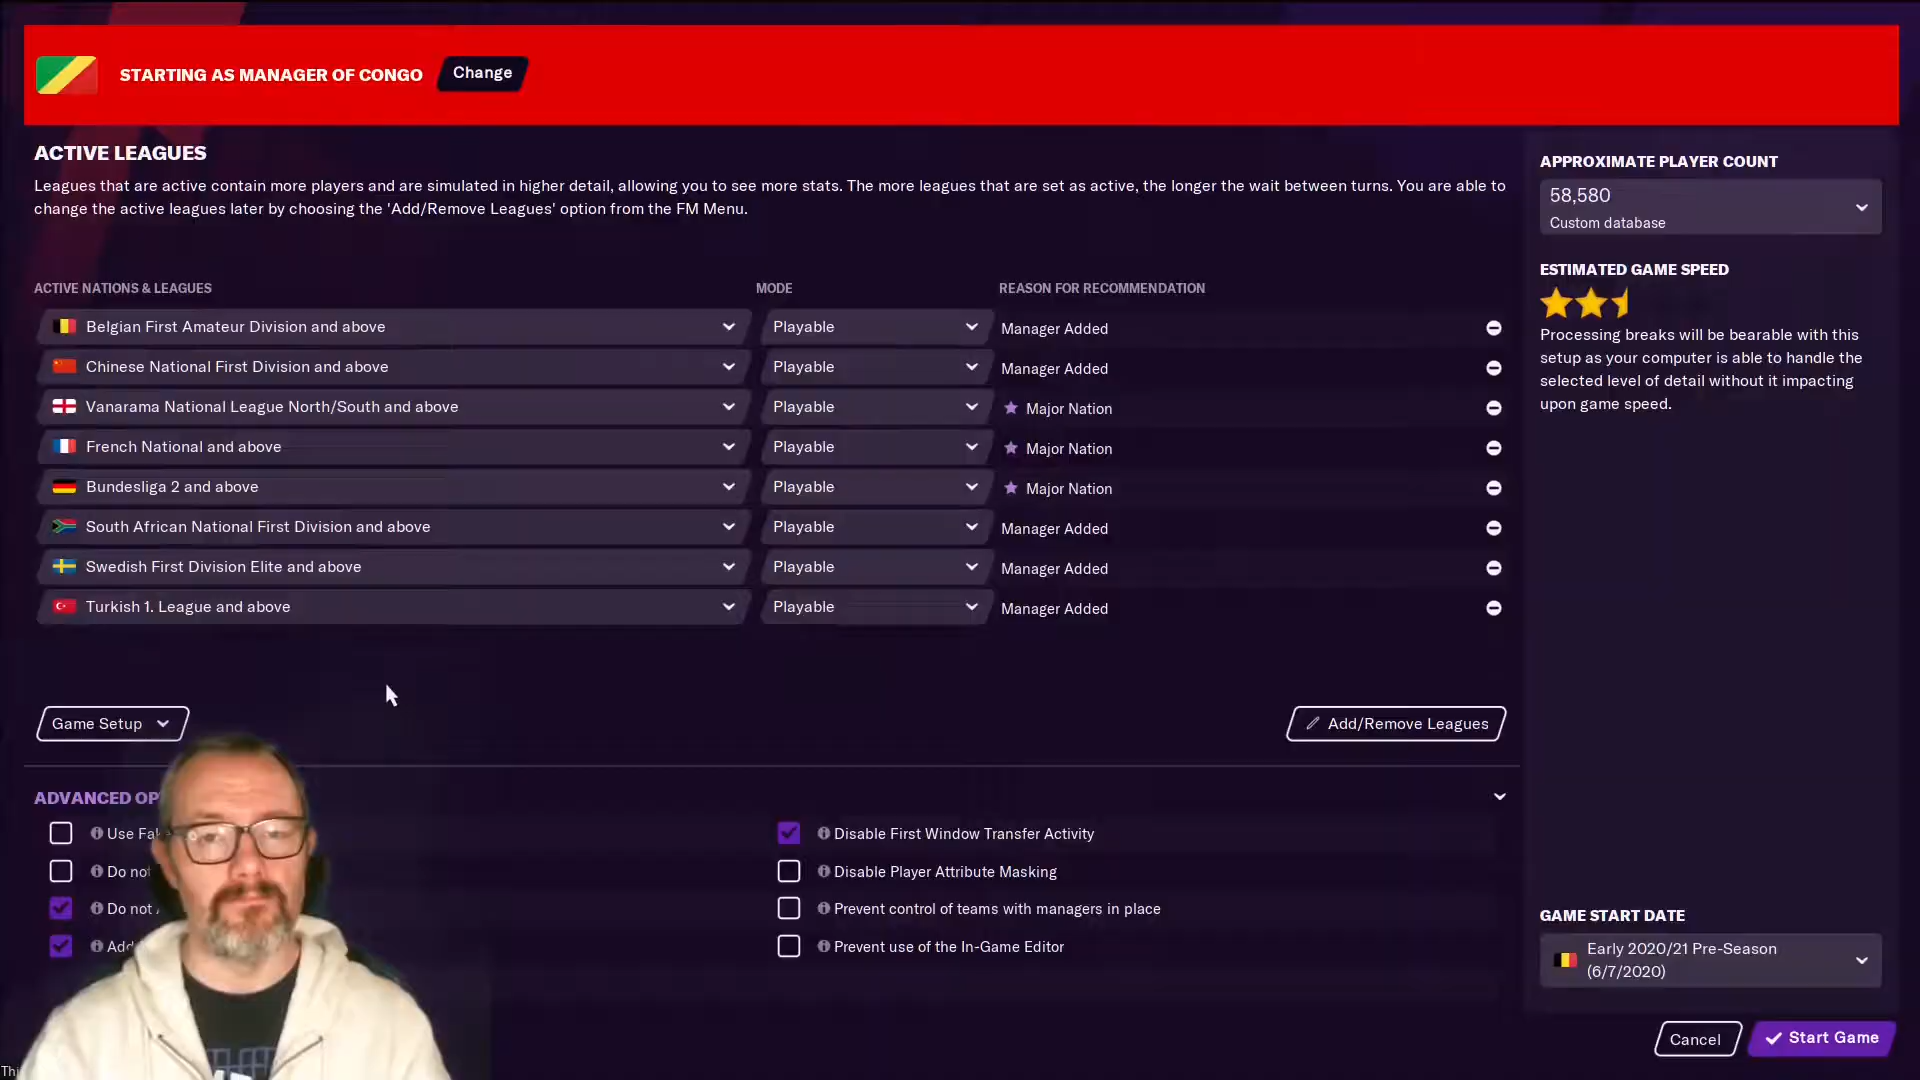 STARTING AS MANAGER OF CONGO
Change
ACTIVE LEAGUES
Leagues that are active contain more players and are simulated in higher detail, allowing you to see more stats. The more leagues that are set as active, the longer the wait between turns. You are able to
change the active leagues later by choosing the 'Add/Remove Leagues' option from the FM Menu.
ACTIVE NATIONS & LEAGUES MODE REASON FOR RECOMMENDATION
Belgian First Amateur Division and above Playable Manager Added
Chinese National First Division and above Playable Manager Added
Vanarama National League North/South and above Playable Major Nation
French National and above Playable Major Nation
Bundesliga 2 and above Playable Major Nation
South African National First Division and above Playable Manager Added
Swedish First Division Elite and above Playable Manager Added
Turkish 1. League and above Playable Manager Added
Game Setup
Add/Remove Leagues
ADVANCED
Use
Do not
Do not
Add
Disable First Window Transfer Activity
Disable Player Attribute Masking
Prevent control of teams with managers in place
Prevent use of the In-Game Editor
APPROXIMATE PLAYER COUNT
58,580
Custom database
ESTIMATED GAME SPEED
Processing breaks will be bearable with this
setup as your computer is able to handle the
selected level of detail without it impacting
upon game speed.
GAME START DATE
Early 2020/21 Pre-Season
(6/7/2020)
Cancel
Start Game